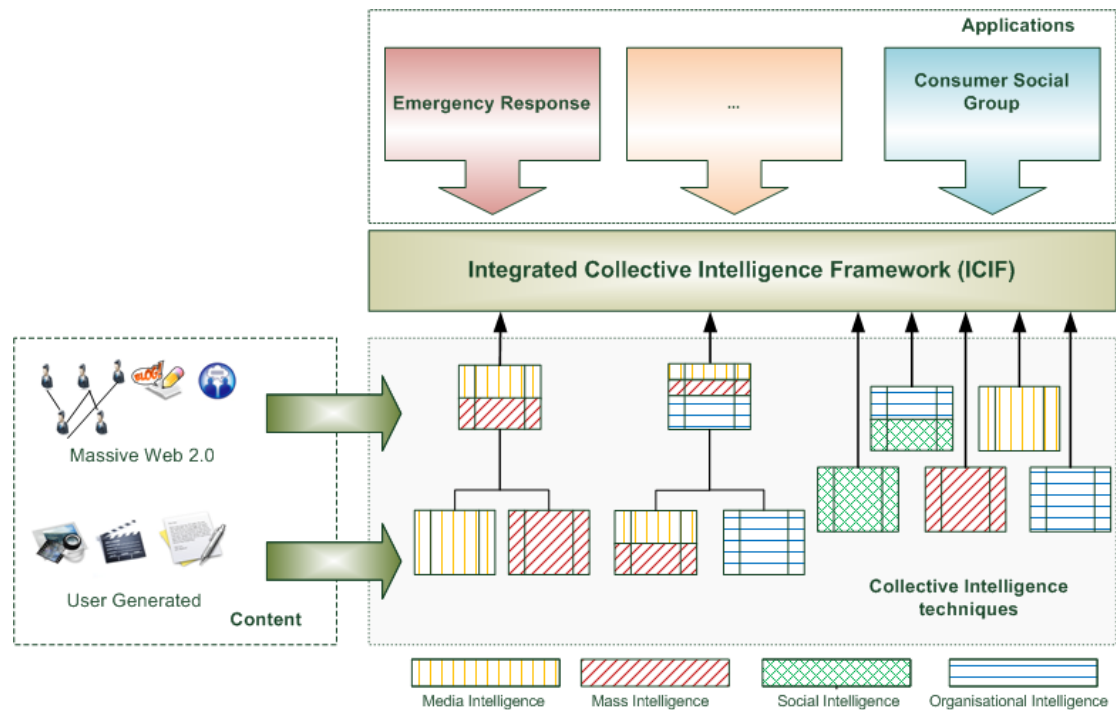 Applications
Emergency Response
...
Consumer Social
Group
Integrated Collective Intelligence Framework (ICIF)
BLOG!
Massive Web 2.0
User Generated
Content
Collective Intelligence
techniques
Media Intelligence
Mass Intelligence
Social Intelligence
Organisational Intelligence